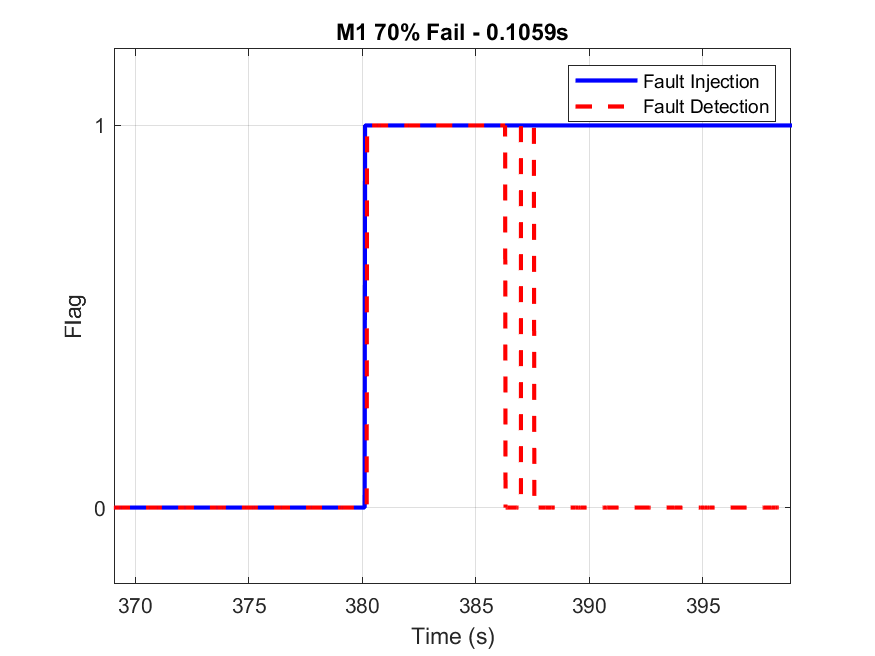 M1 70% Fail - 0.1059s
Fault Injection
Fault Detection
1
0
Flag
370 375 380 385 390 395
Time (s)